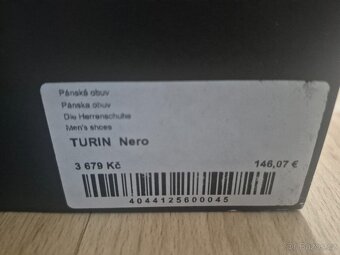 Pánská obuv
Pánska obuv
Die Herrenschuhe
Men's shoes
TURIN Nero
3 679 Kč 146,07 €
4044125600045